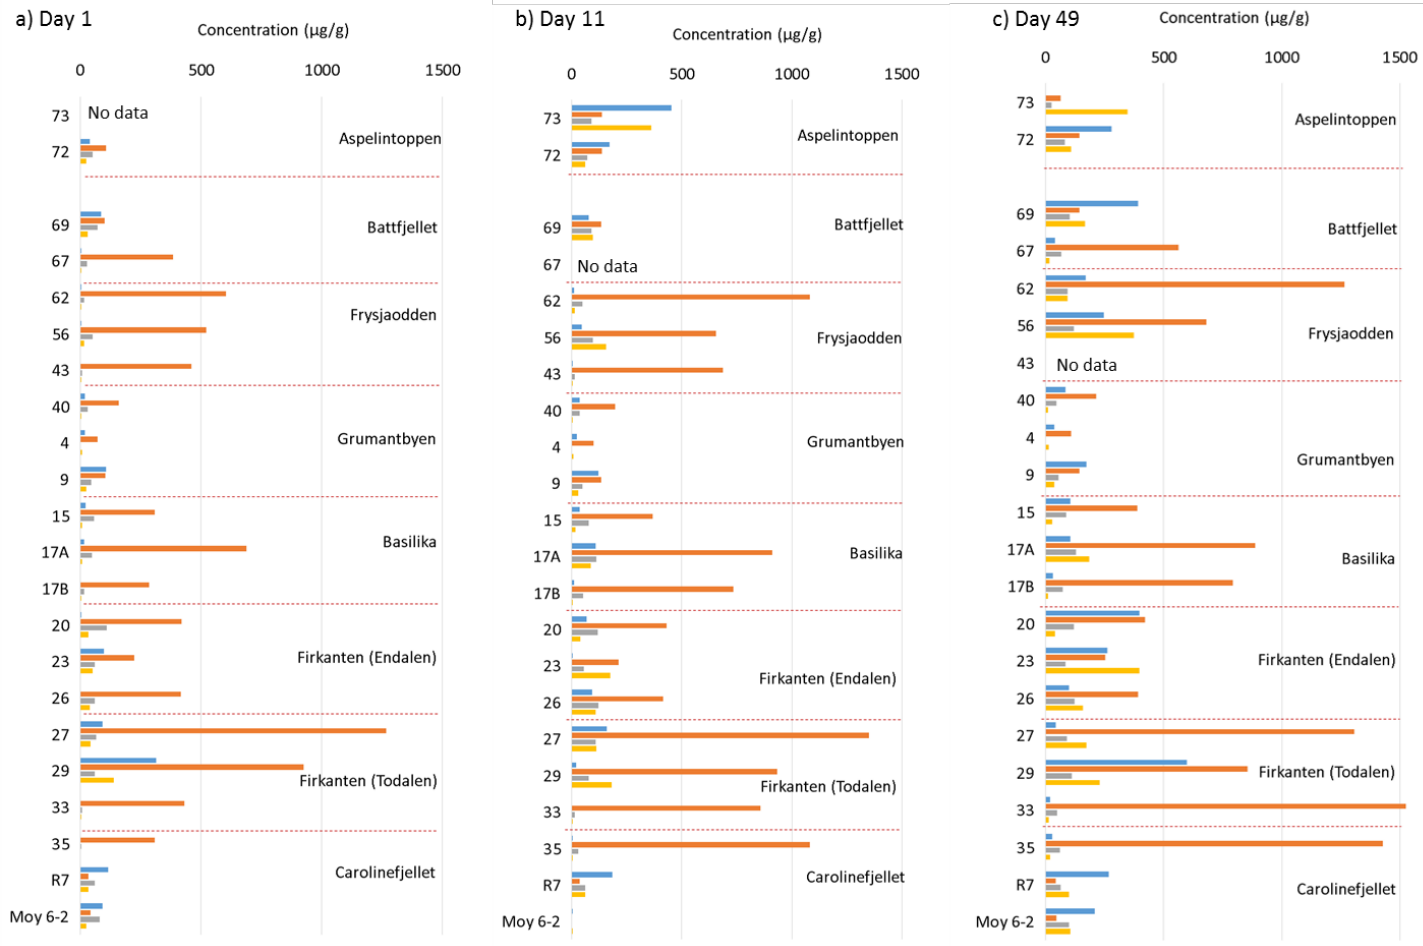 a) Day 1
Concentration (µg/g)
0 500 1000 1500
73 No data
Aspelintoppen
72
69
Battfjellet
67
62
Frysjaodden
56
43
40
Grumantbyen
4
9
15
Basilika
17A
17B
20
Firkanten (Endalen)
23
26
27
29
Firkanten (Todalen)
33
35
Carolinefjellet
R7
Moy 6-2
b) Day 11
Concentration (µg/g)
0 500 1000 1500
73
Aspelintoppen
72
69
Battfjellet
67 No data
62
Frysjaodden
56
43
40
Grumantbyen
4
9
15
Basilika
17A
17B
20
23
Firkanten (Endalen)
26
27
29
Firkanten (Todalen)
33
35
Carolinefjellet
R7
Moy 6-2
c) Day 49
Concentration (µg/g)
0 500 1000 1500
73
Aspelintoppen
72
69
Battfjellet
67
62
56
Frysjaodden
43 No data
40
4
Grumantbyen
9
15
17A
Basilika
17B
20
23
Firkanten (Endalen)
26
27
29
Firkanten (Todalen)
33
35
R7
Carolinefjellet
Moy 6-2